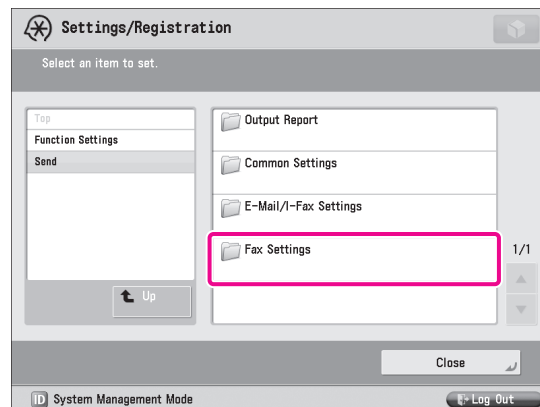 Settings/Registration
Select an item to set.
Top
Function Settings
Send
Up
Output Report
Common Settings
E-Mail/I-Fax Settings
Fax Settings
1/1
Close
ID System Management Mode
Log Out